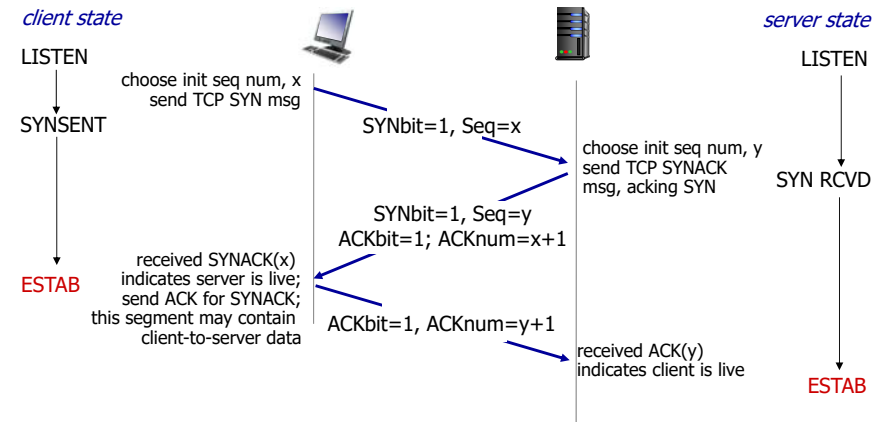 client state
server state
LISTEN
LISTEN
choose init seq num, x
send TCP SYN msg
SYNSENT
SYNbit=1, Seq=x
choose init seq num, y
send TCP SYNACK
msg, acking SYN
SYN RCVD
SYNbit=1, Seq=y
ACKbit=1; ACKnum=x+1
received SYNACK(x)
indicates server is live;
send ACK for SYNACK;
this segment may contain
client-to-server data
ESTAB
ACKbit=1, ACKnum=y+1
received ACK(y)
indicates client is live
ESTAB